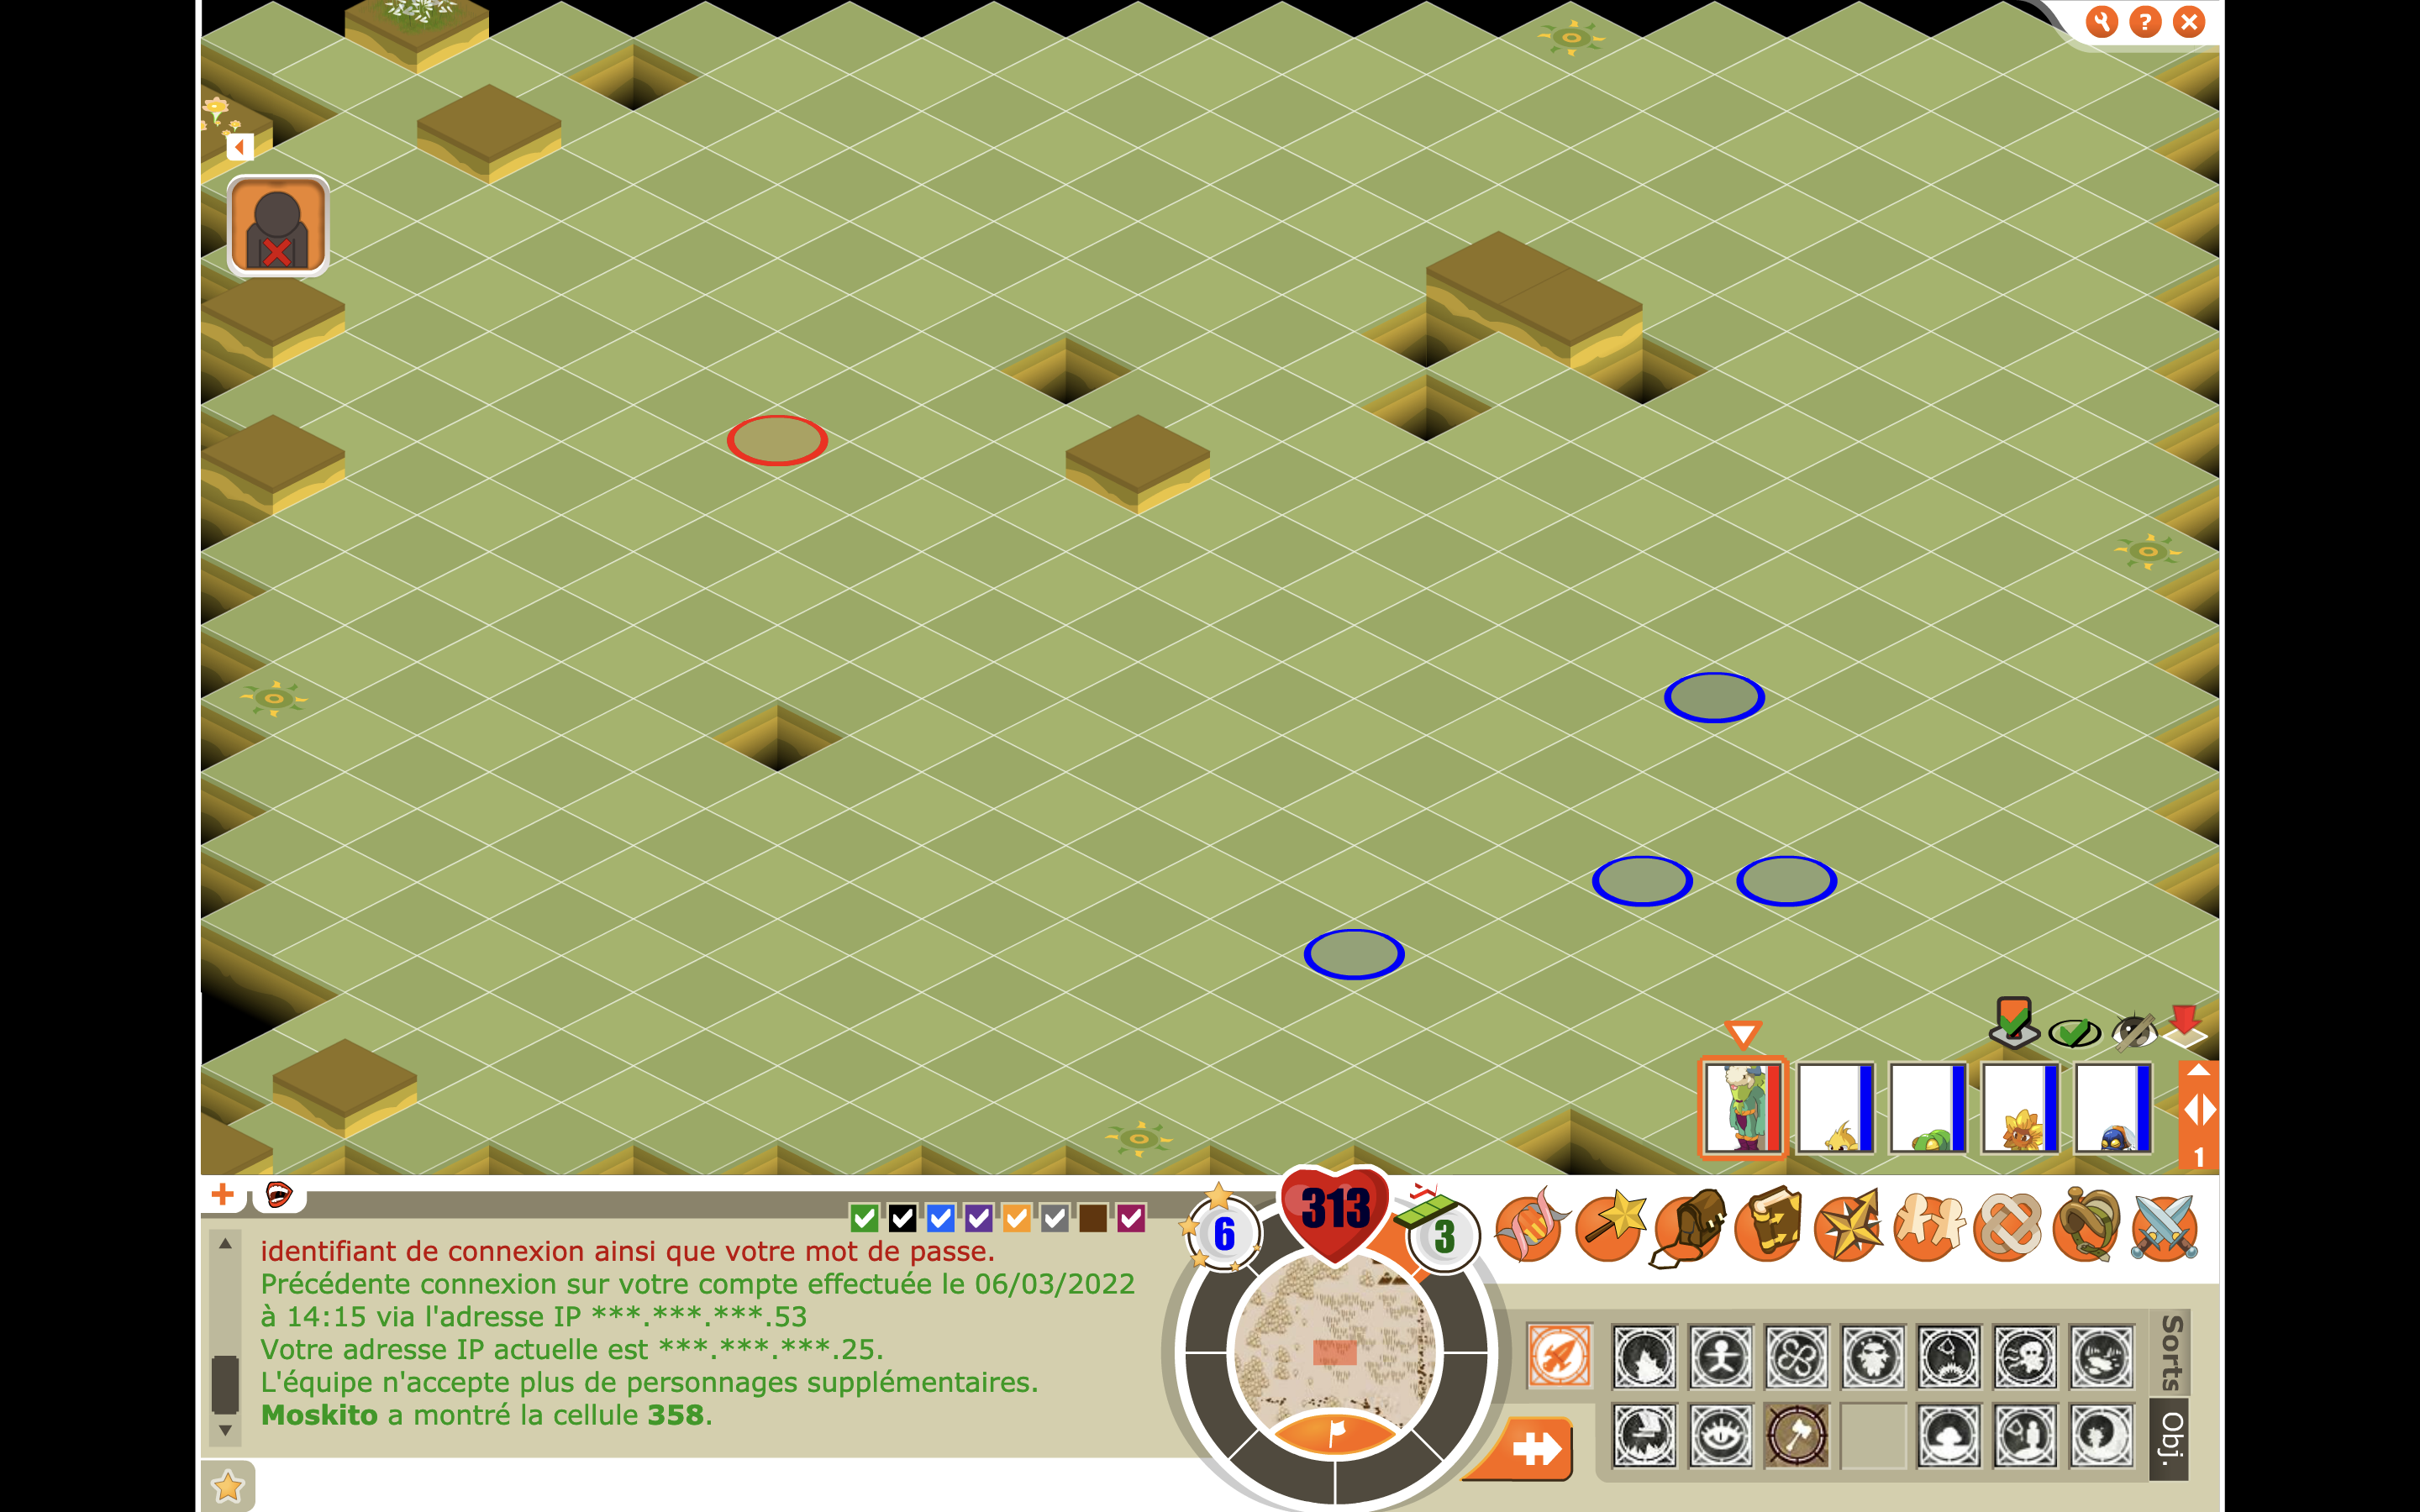 ?
1
313
6
3
identifiant de connexion ainsi que votre mot de passe.
Précédente connexion sur votre compte effectuée le 06/03/2022
à 14:15 via l'adresse IP ***.***.***.53
Votre adresse IP actuelle est ***.***.***.25.
L'équipe n'accepte plus de personnages supplémentaires.
Moskito a montré la cellule 358.
Sorts
Obj.